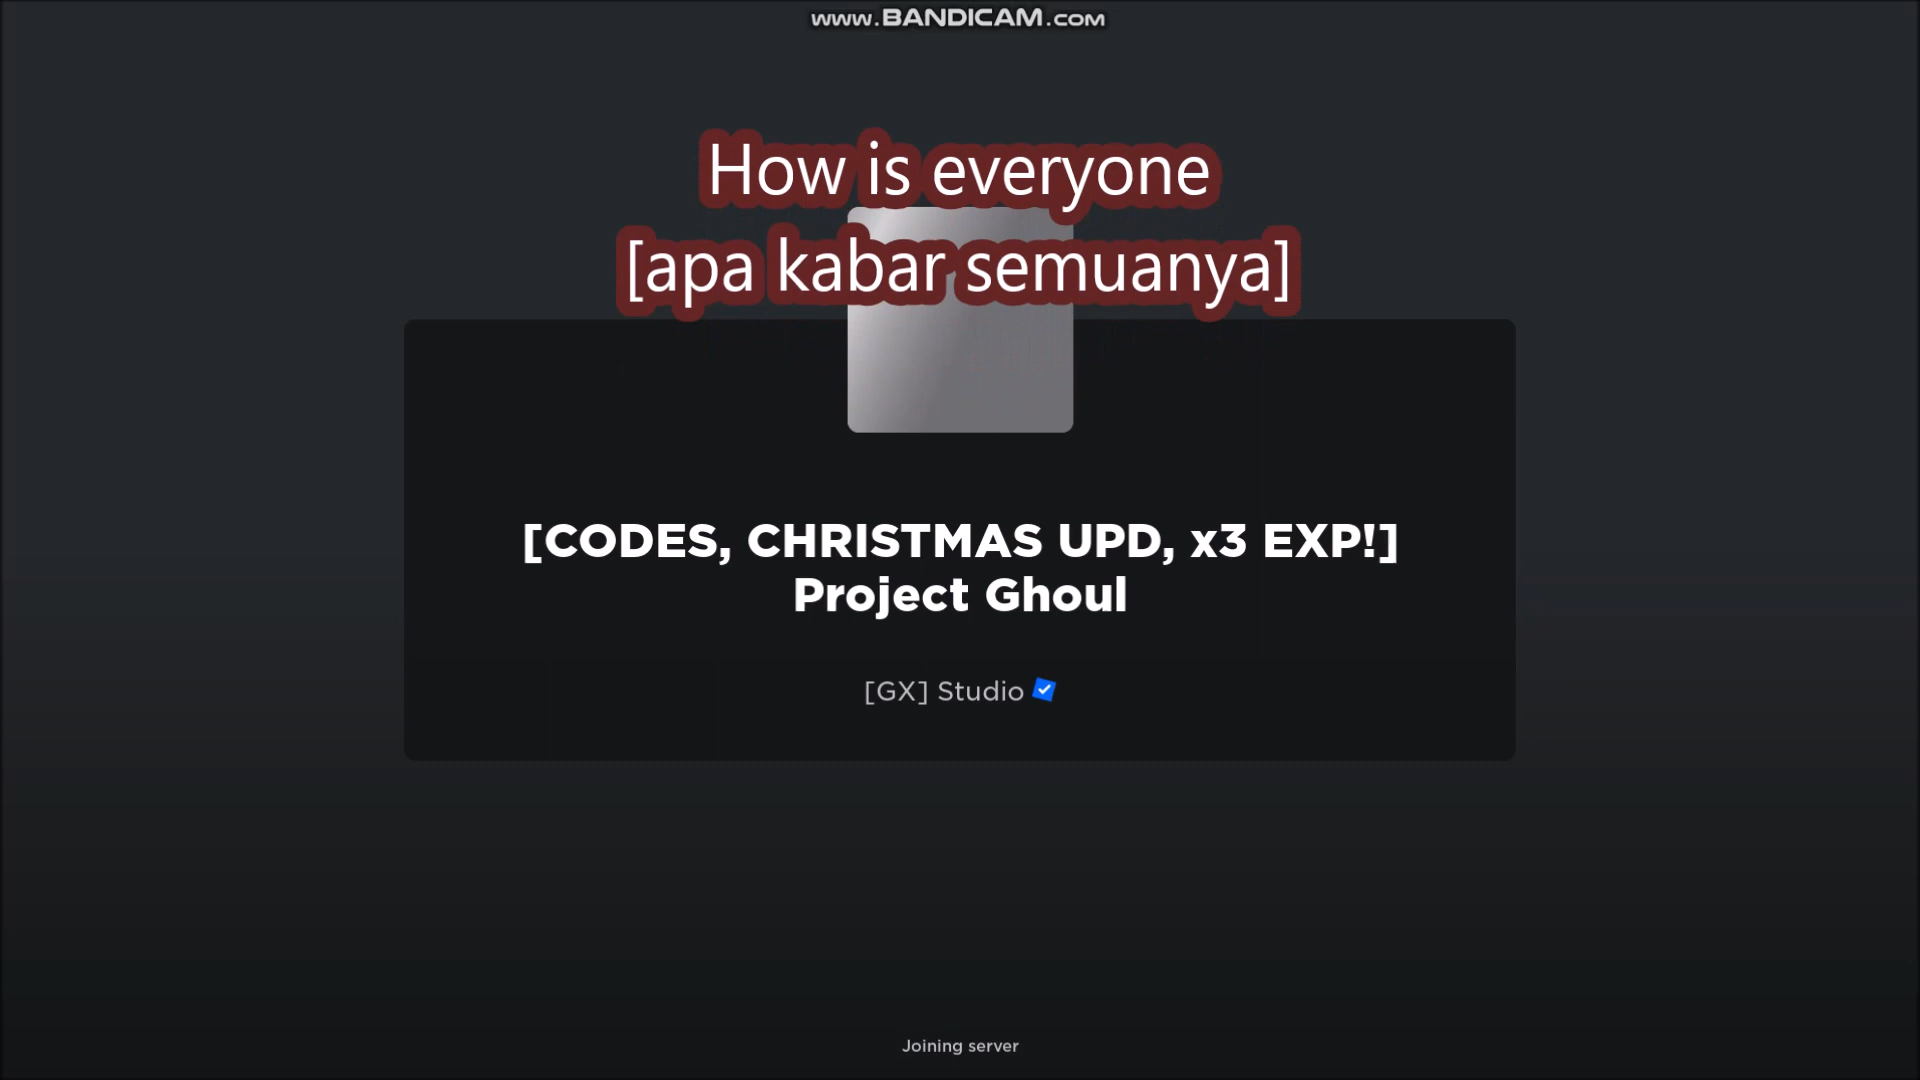 www.BANDICAM.com
How is everyone
[apa kabar semuanya]
[CODES, CHRISTMAS UPD, x3 EXP!]
Project Ghoul
[GX] Studio
Joining server